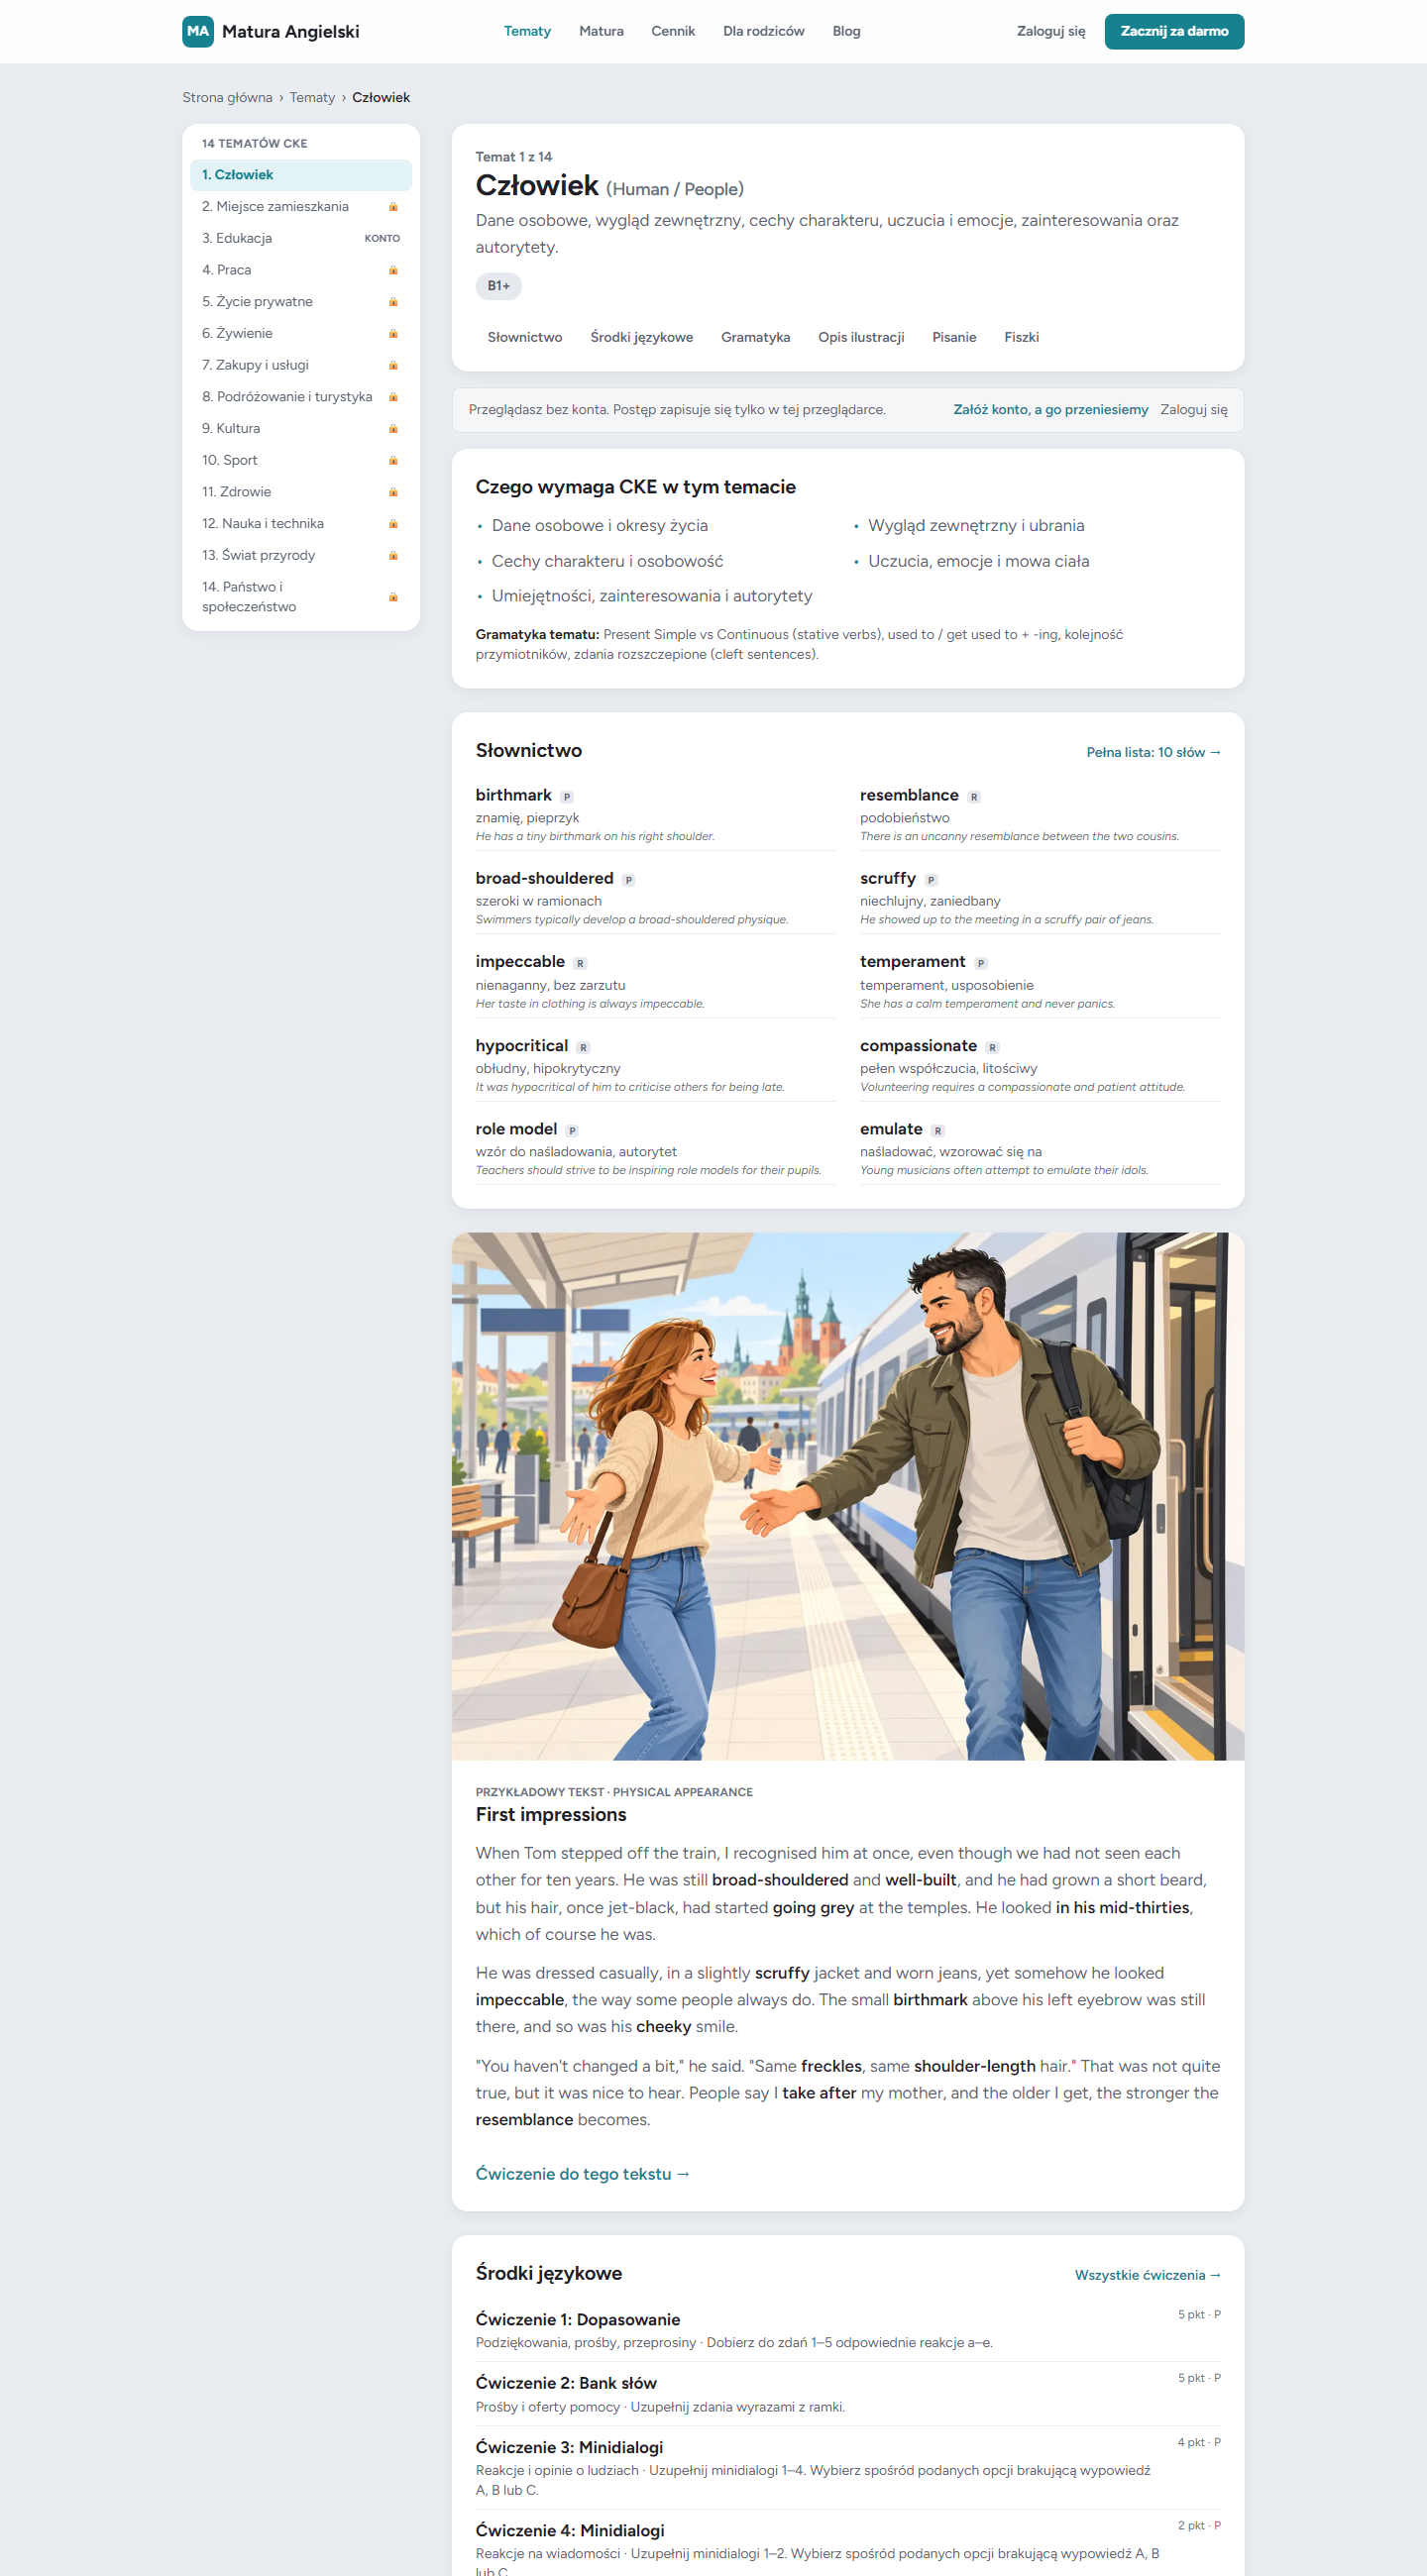 MA Matura Angielski Tematy Matura Cennik Dla rodziców Blog Zaloguj się Zacznij za darmo
Strona główna › Tematy › Człowiek
14 TEMATÓW CKE
1. Człowiek
2. Miejsce zamieszkania
3. Edukacja KONTO
4. Praca
5. Życie prywatne
6. Żywienie
7. Zakupy i usługi
8. Podróżowanie i turystyka
9. Kultura
10. Sport
11. Zdrowie
12. Nauka i technika
13. Świat przyrody
14. Państwo i
społeczeństwo
Temat 1 z 14
Człowiek (Human / People)
Dane osobowe, wygląd zewnętrzny, cechy charakteru, uczucia i emocje, zainteresowania oraz
autorytety.
B1+
Słownictwo Środki językowe Gramatyka Opis ilustracji Pisanie Fiszki
Przeglądasz bez konta. Postęp zapisuje się tylko w tej przeglądarce. Załóż konto, a go przeniesiemy Zaloguj się
Czego wymaga CKE w tym temacie
• Dane osobowe i okresy życia
• Wygląd zewnętrzny i ubrania
• Cechy charakteru i osobowość
• Uczucia, emocje i mowa ciała
• Umiejętności, zainteresowania i autorytety
Gramatyka tematu: Present Simple vs Continuous (stative verbs), used to / get used to + -ing, kolejność
przymiotników, zdania rozszczepione (cleft sentences).
Słownictwo Pełna lista: 10 słów →
birthmark P
znamię, pieprzyk
He has a tiny birthmark on his right shoulder.
resemblance R
podobieństwo
There is an uncanny resemblance between the two cousins.
broad-shouldered P
szeroki w ramionach
Swimmers typically develop a broad-shouldered physique.
scruffy P
niechlujny, zaniedbany
He showed up to the meeting in a scruffy pair of jeans.
impeccable R
nienaganny, bez zarzutu
Her taste in clothing is always impeccable.
temperament P
temperament, usposobienie
She has a calm temperament and never panics.
hypocritical R
obłudny, hipokrytyczny
It was hypocritical of him to criticise others for being late.
compassionate R
pełen współczucia, litościwy
Volunteering requires a compassionate and patient attitude.
role model P
wzór do naśladowania, autorytet
Teachers should strive to be inspiring role models for their pupils.
emulate R
naśladować, wzorować się na
Young musicians often attempt to emulate their idols.
PRZYKŁADOWY TEKST · PHYSICAL APPEARANCE
First impressions
When Tom stepped off the train, I recognised him at once, even though we had not seen each
other for ten years. He was still broad-shouldered and well-built, and he had grown a short beard,
but his hair, once jet-black, had started going grey at the temples. He looked in his mid-thirties,
which of course he was.
He was dressed casually, in a slightly scruffy jacket and worn jeans, yet somehow he looked
impeccable, the way some people always do. The small birthmark above his left eyebrow was still
there, and so was his cheeky smile.
"You haven't changed a bit," he said. "Same freckles, same shoulder-length hair." That was not quite
true, but it was nice to hear. People say I take after my mother, and the older I get, the stronger the
resemblance becomes.
Ćwiczenie do tego tekstu →
Środki językowe Wszystkie ćwiczenia →
Ćwiczenie 1: Dopasowanie 5 pkt · P
Podziękowania, prośby, przeprosiny · Dobierz do zdań 1–5 odpowiednie reakcje a–e.
Ćwiczenie 2: Bank słów 5 pkt · P
Prośby i oferty pomocy · Uzupełnij zdania wyrazami z ramki.
Ćwiczenie 3: Minidialogi 4 pkt · P
Reakcje i opinie o ludziach · Uzupełnij minidialogi 1–4. Wybierz spośród podanych opcji brakującą wypowiedź
A, B lub C.
Ćwiczenie 4: Minidialogi 2 pkt · P
Reakcje na wiadomości · Uzupełnij minidialogi 1–2. Wybierz spośród podanych opcji brakującą wypowiedź A, B
lub C.